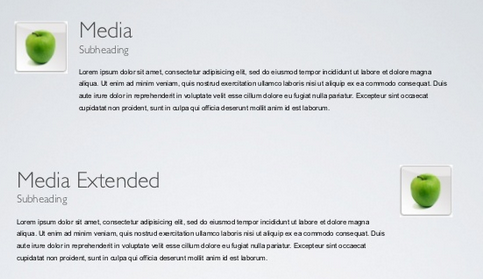 Media
Subheading
Lorem ipsum dolor sit amet, consectetur adipisicing elit, sed do eiusmod tempor incididunt ut labore et dolore magna
aliqua. Ut enim ad minim veniam, quis nostrud exercitation ullamco laboris nisi ut aliquip ex ea commodo consequat. Duis
aute irure dolor in reprehenderit in voluptate velit esse cillum dolore eu fugiat nulla pariatur. Excepteur sint occaecat
cupidatat non proident, sunt in culpa qui officia deserunt mollit anim id est laborum.
Media Extended
Subheading
Lorem ipsum dolor sit amet, consectetur adipisicing elit, sed do eiusmod tempor incididunt ut labore et dolore magna
aliqua. Ut enim ad minim veniam, quis nostrud exercitation ullamco laboris nisi ut aliquip ex ea commodo consequat.
Duis aute irure dolor in reprehenderit in voluptate velit esse cillum dolore eu fugiat nulla pariatur. Excepteur sint
occaecat cupidatat non proident, sunt in culpa qui officia deserunt mollit anim id est laborum.